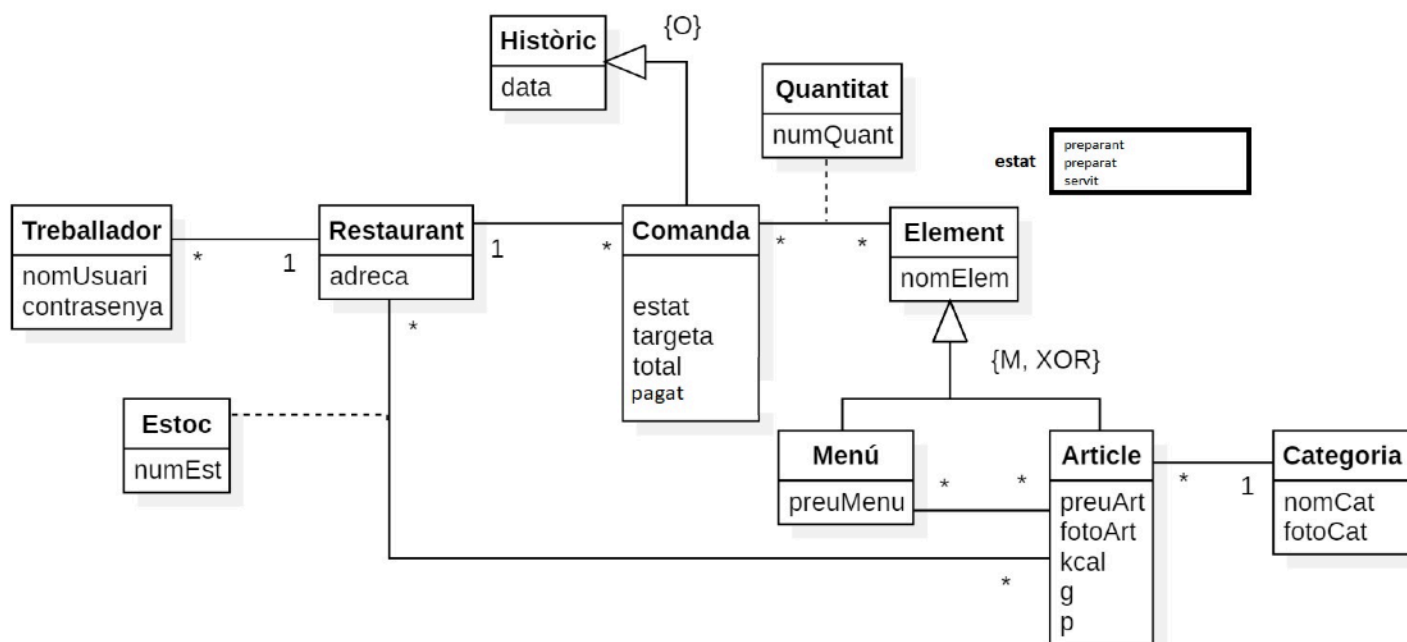 Històric
data
{O}
Quantitat
numQuant
estat
preparant
preparat
servit
Treballador
nomUsuari
contrasenya
*
1
Restaurant
adreca
1
*
*
Comanda
estat
targeta
total
pagat
*
*
Element
nomElem
{M, XOR}
Estoc
numEst
Menú
preuMenu
*
*
Article
preuArt
fotoArt
kcal
g
p
*
1
Categoria
nomCat
fotoCat
*